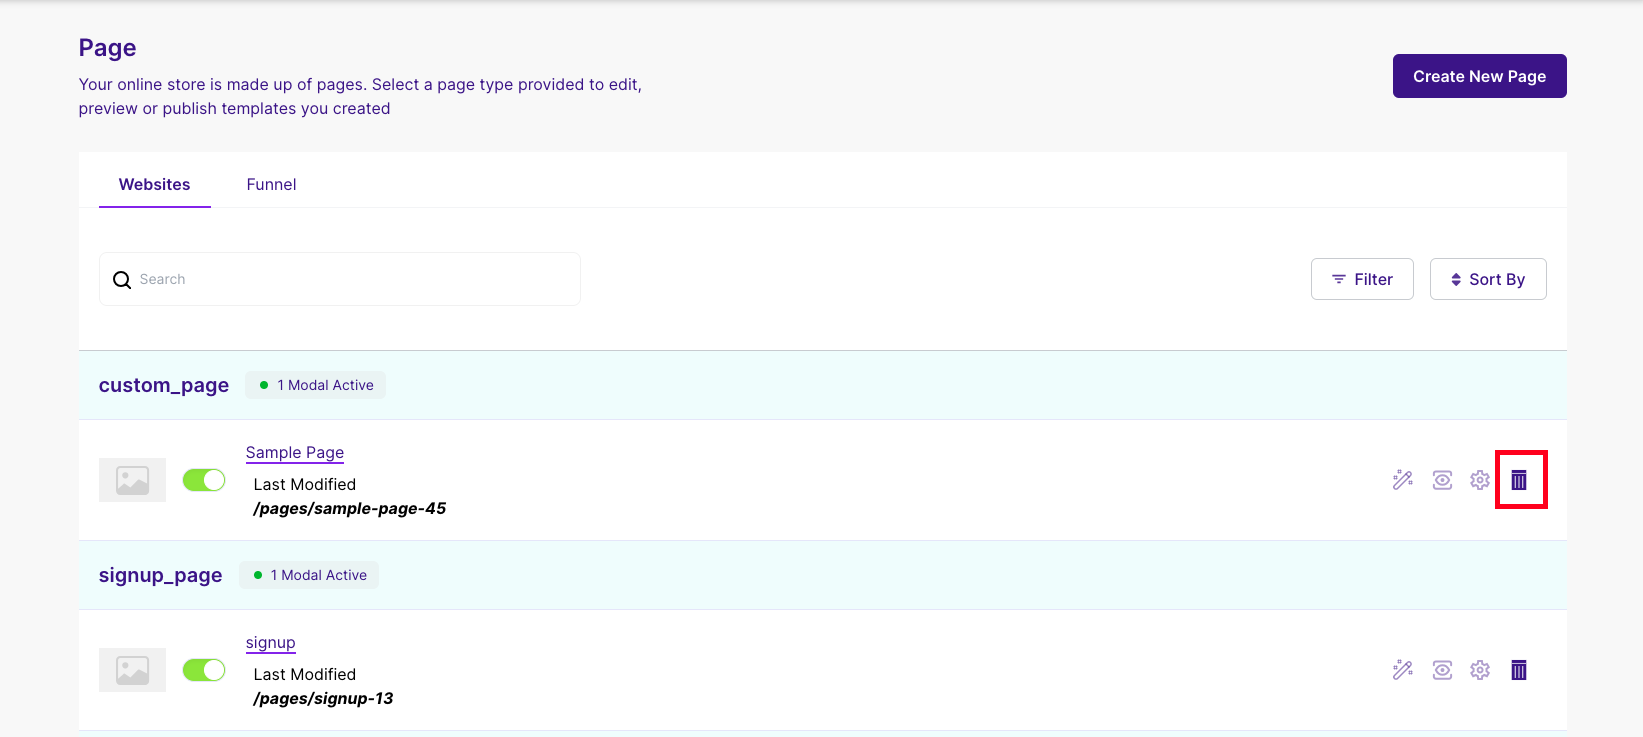 Page
Your online store is made up of pages. Select a page type provided to edit,
preview or publish templates you created
Create New Page
Websites
Funnel
Search
Filter
Sort By
custom_page
1 Modal Active
Sample Page
Last Modified
/pages/sample-page-45
signup_page
1 Modal Active
signup
Last Modified
/pages/signup-13